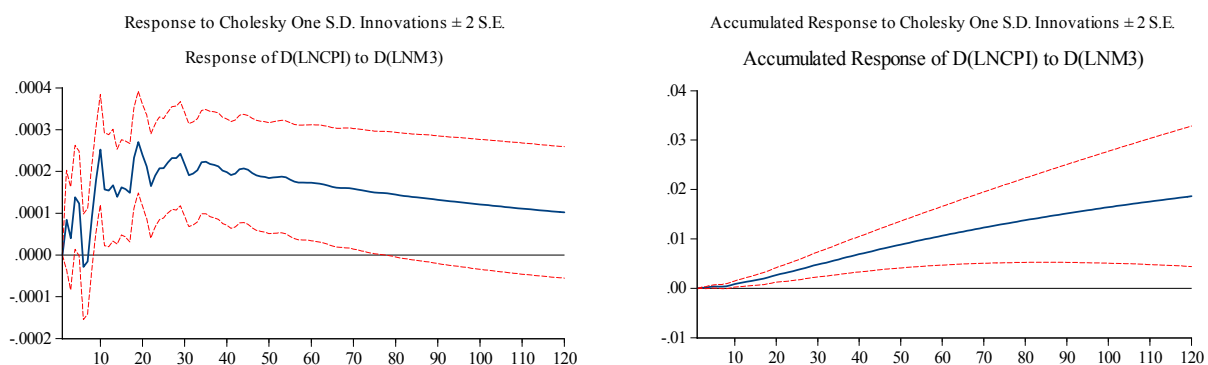 Response to Cholesky One S.D. Innovations ± 2 S.E.
Response of D(LNCPI) to D(LNM3)
.0004
.0003
.0002
.0001
.0000
-.0001
-.0002
10 20 30 40 50 60 70 80 90 100 110 120
Accumulated Response to Cholesky One S.D. Innovations ± 2 S.E.
Accumulated Response of D(LNCPI) to D(LNM3)
.04
.03
.02
.01
.00
-.01
10 20 30 40 50 60 70 80 90 100 110 120